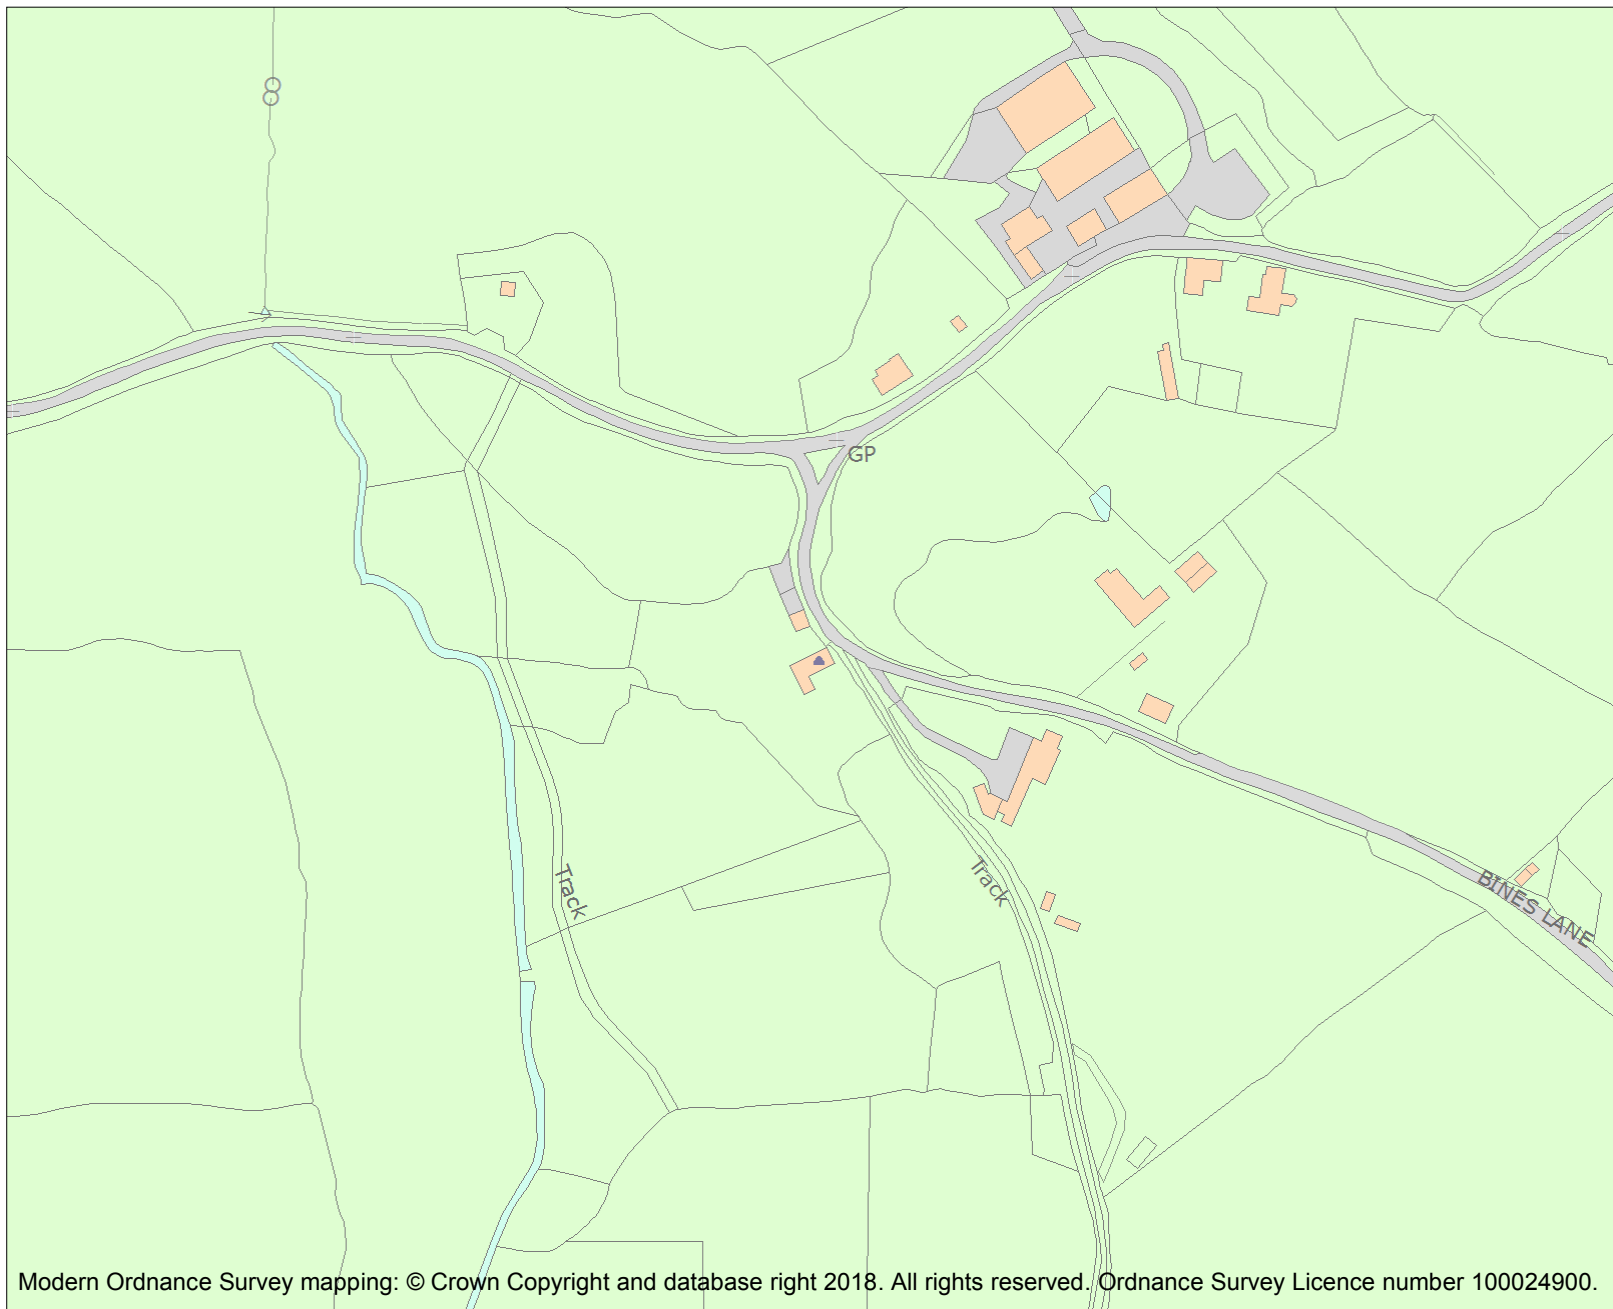 GP
Track
Track
BINES LANE
Modern Ordnance Survey mapping: © Crown Copyright and database right 2018. All rights reserved. Ordnance Survey Licence number 100024900.